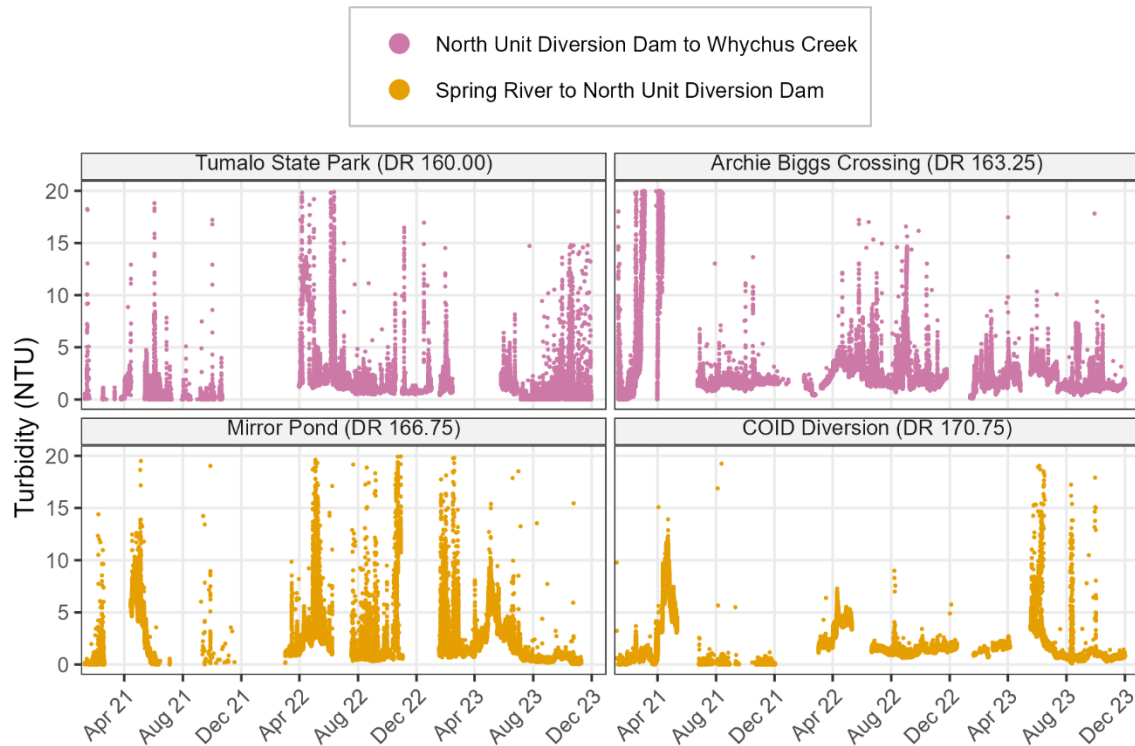 North Unit Diversion Dam to Whychus Creek
Spring River to North Unit Diversion Dam
Tumalo State Park (DR 160.00)
Archie Biggs Crossing (DR 163.25)
20
15
10
5
0
Mirror Pond (DR 166.75)
COID Diversion (DR 170.75)
20
15
10
5
0
Turbidity (NTU)
Apr 21
Aug 21
Dec 21
Apr 22
Aug 22
Dec 22
Apr 23
Aug 23
Dec 23
Apr 21
Aug 21
Dec 21
Apr 22
Aug 22
Dec 22
Apr 23
Aug 23
Dec 23